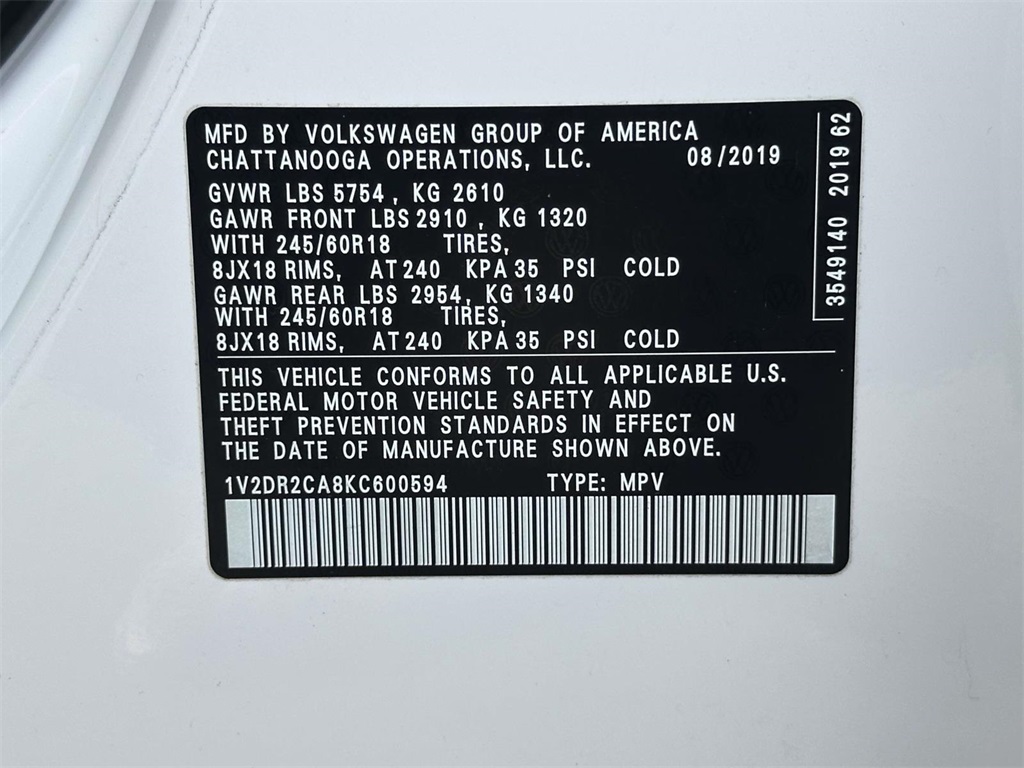 MFD BY VOLKSWAGEN GROUP OF AMERICA
CHATTANOOGA OPERATIONS, LLC. 08/2019
GVWR LBS 5754, KG 2610
GAWR FRONT LBS 2910, KG 1320
WITH 245/60R18 TIRES,
8JX18 RIMS, AT 240 KPA 35 PSI COLD
GAWR REAR LBS 2954, KG 1340
WITH 245/60R18 TIRES,
8JX18 RIMS, AT 240 KPA 35 PSI COLD
THIS VEHICLE CONFORMS TO ALL APPLICABLE U.S.
FEDERAL MOTOR VEHICLE SAFETY AND
THEFT PREVENTION STANDARDS IN EFFECT ON
THE DATE OF MANUFACTURE SHOWN ABOVE.
1V2DR2CA8KC600594 TYPE: MPV
3549140 2019 62